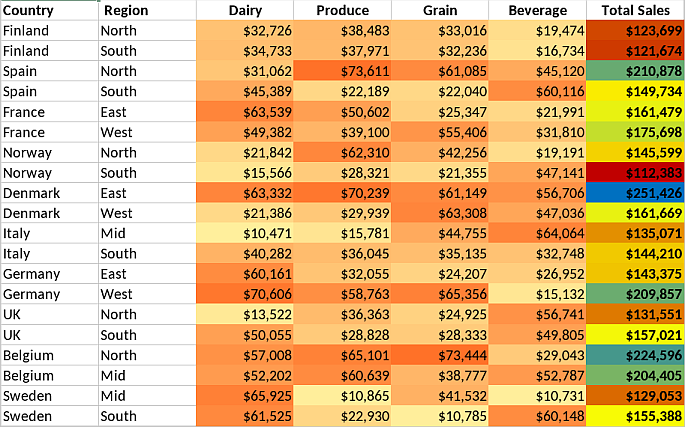 Country Region Dairy Produce Grain Beverage Total Sales
Finland North $32,726 $38,483 $33,016 $19,474 $123,699
Finland South $34,733 $37,971 $32,236 $16,734 $121,674
Spain North $31,062 $73,611 $61,085 $45,120 $210,878
Spain South $45,389 $22,189 $22,040 $60,116 $149,734
France East $63,539 $50,602 $25,347 $21,991 $161,479
France West $49,382 $39,100 $55,406 $31,810 $175,698
Norway North $21,842 $62,310 $42,256 $19,191 $145,599
Norway South $15,566 $28,321 $21,355 $47,141 $112,383
Denmark East $63,332 $70,239 $61,149 $56,706 $251,426
Denmark West $21,386 $29,939 $63,308 $47,036 $161,669
Italy Mid $10,471 $15,781 $44,755 $64,064 $135,071
Italy South $40,282 $36,045 $35,135 $32,748 $144,210
Germany East $60,161 $32,055 $24,207 $26,952 $143,375
Germany West $70,606 $58,763 $65,356 $15,132 $209,857
UK North $13,522 $36,363 $24,925 $56,741 $131,551
UK South $50,055 $28,828 $28,333 $49,805 $157,021
Belgium North $57,008 $65,101 $73,444 $29,043 $224,596
Belgium Mid $52,202 $60,639 $38,777 $52,787 $204,405
Sweden Mid $65,925 $10,865 $41,532 $10,731 $129,053
Sweden South $61,525 $22,930 $10,785 $60,148 $155,388